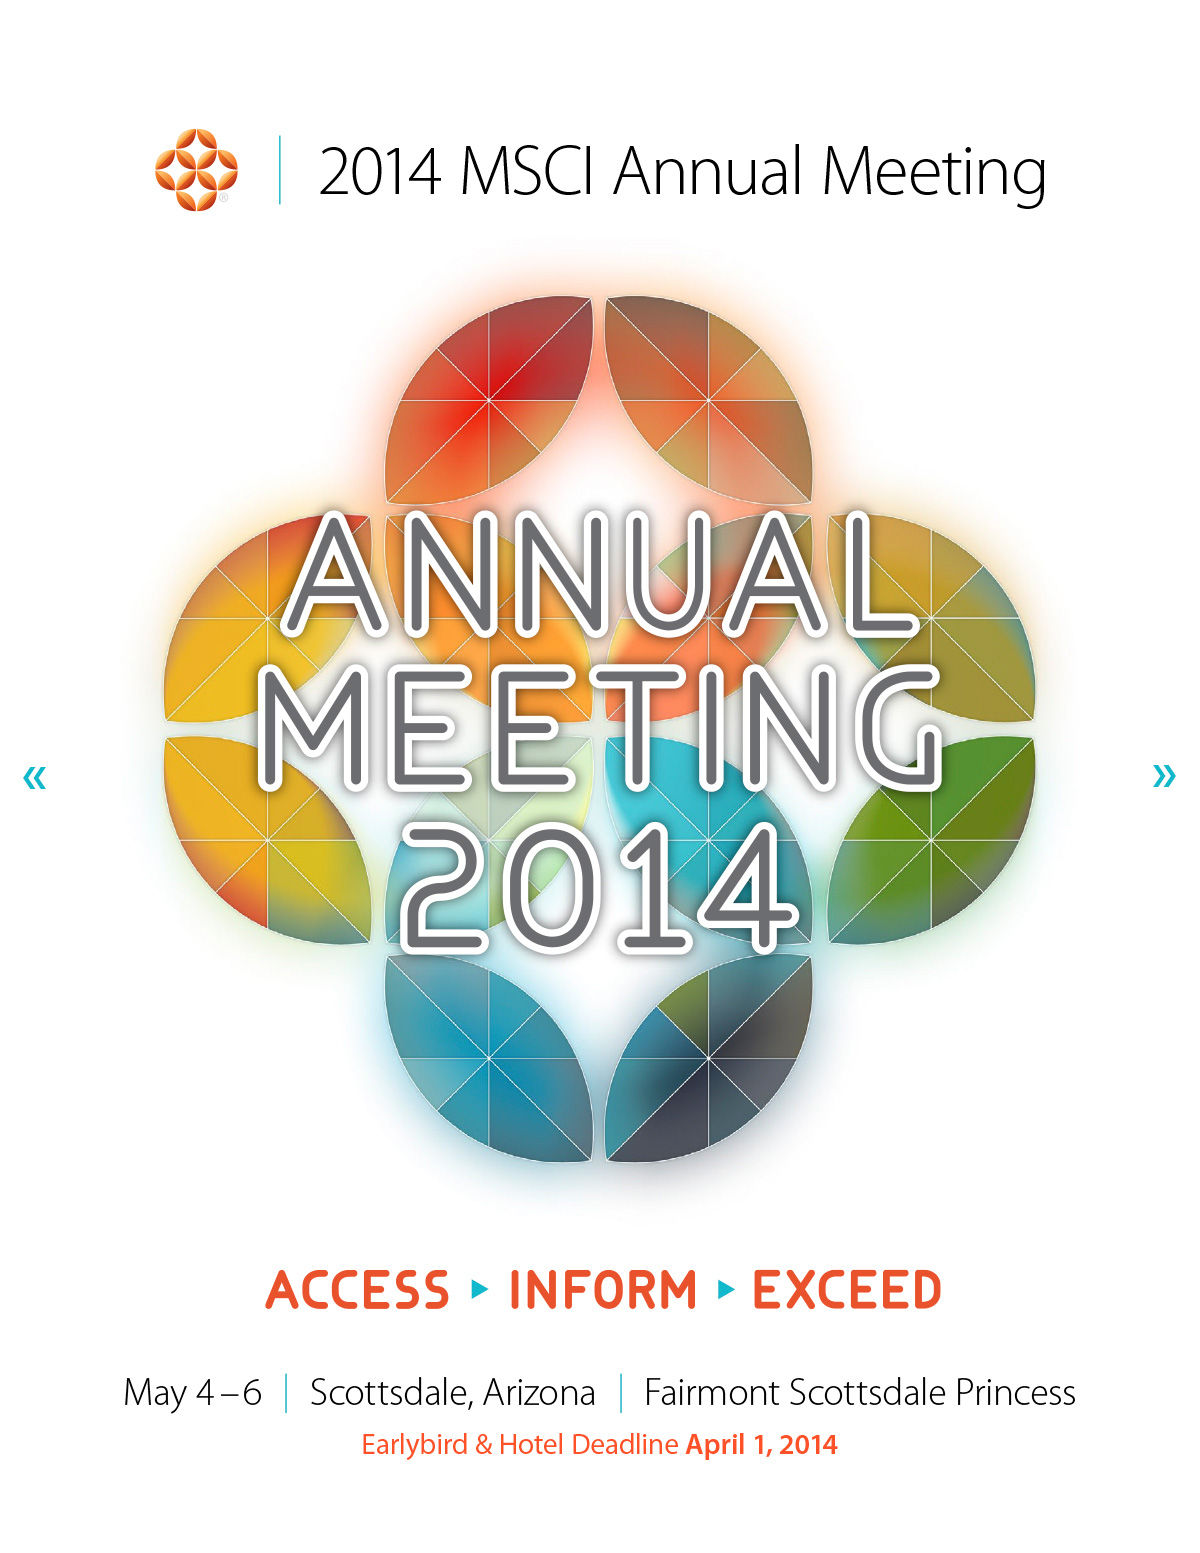 ® | 2014 MSCI Annual Meeting
ANNUAL
MEETING
«
»
2014
ACCESS ▸ INFORM ▸ EXCEED
May 4–6 | Scottsdale, Arizona | Fairmont Scottsdale Princess
Earlybird & Hotel Deadline April 1, 2014